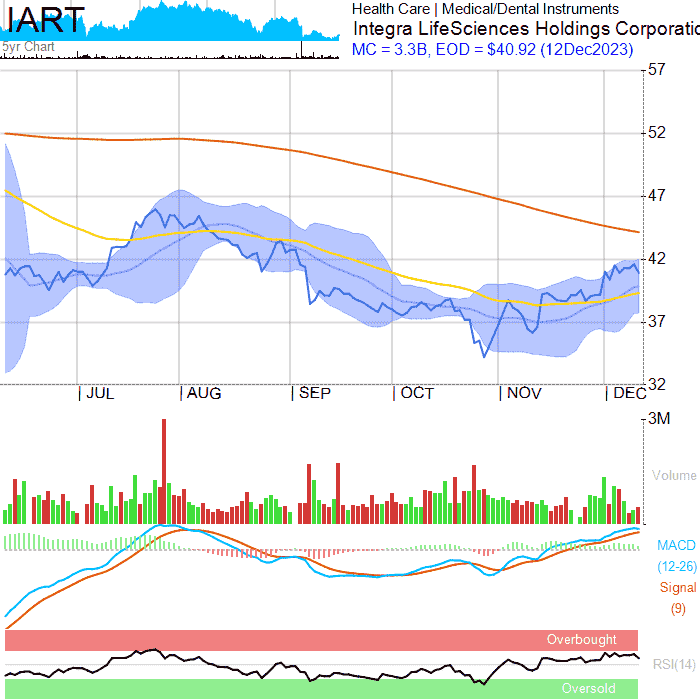 IART
5yr Chart
Health Care | Medical/Dental Instruments
Integra LifeSciences Holdings Corporatio
MC = 3.3B, EOD = $40.92 (12Dec2023)
57
52
47
42
37
32
JUL AUG SEP OCT NOV DEC
3M
Volume
MACD
(12-26)
Signal
(9)
Overbought
RSI(14)
Oversold